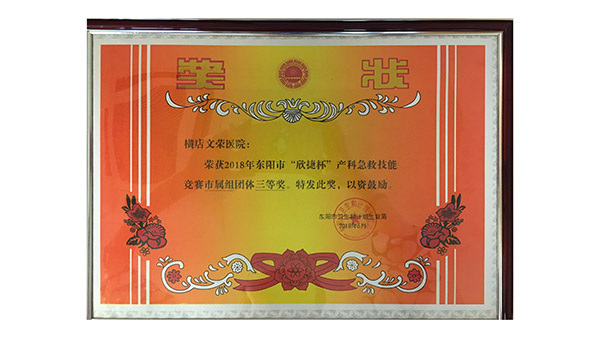 奖 状
横店文荣医院：
荣获2018年东阳市“欣捷杯”产科急救技能
竞赛市属组团体三等奖。特发此奖，以资鼓励。
东阳市卫生和计划生育局